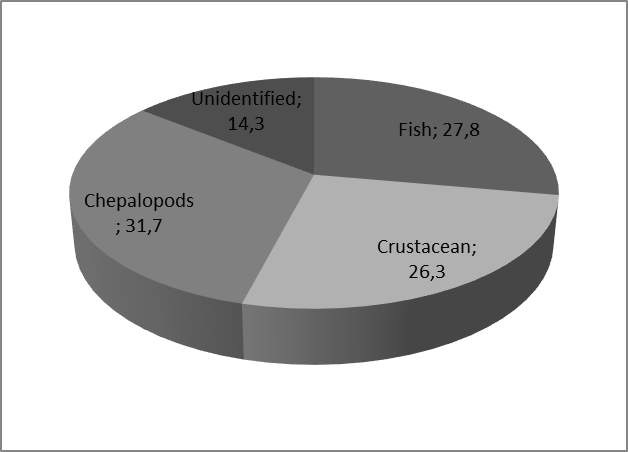 Unidentified;
14,3
Fish; 27,8
Chepalopods
; 31,7
Crustacean;
26,3